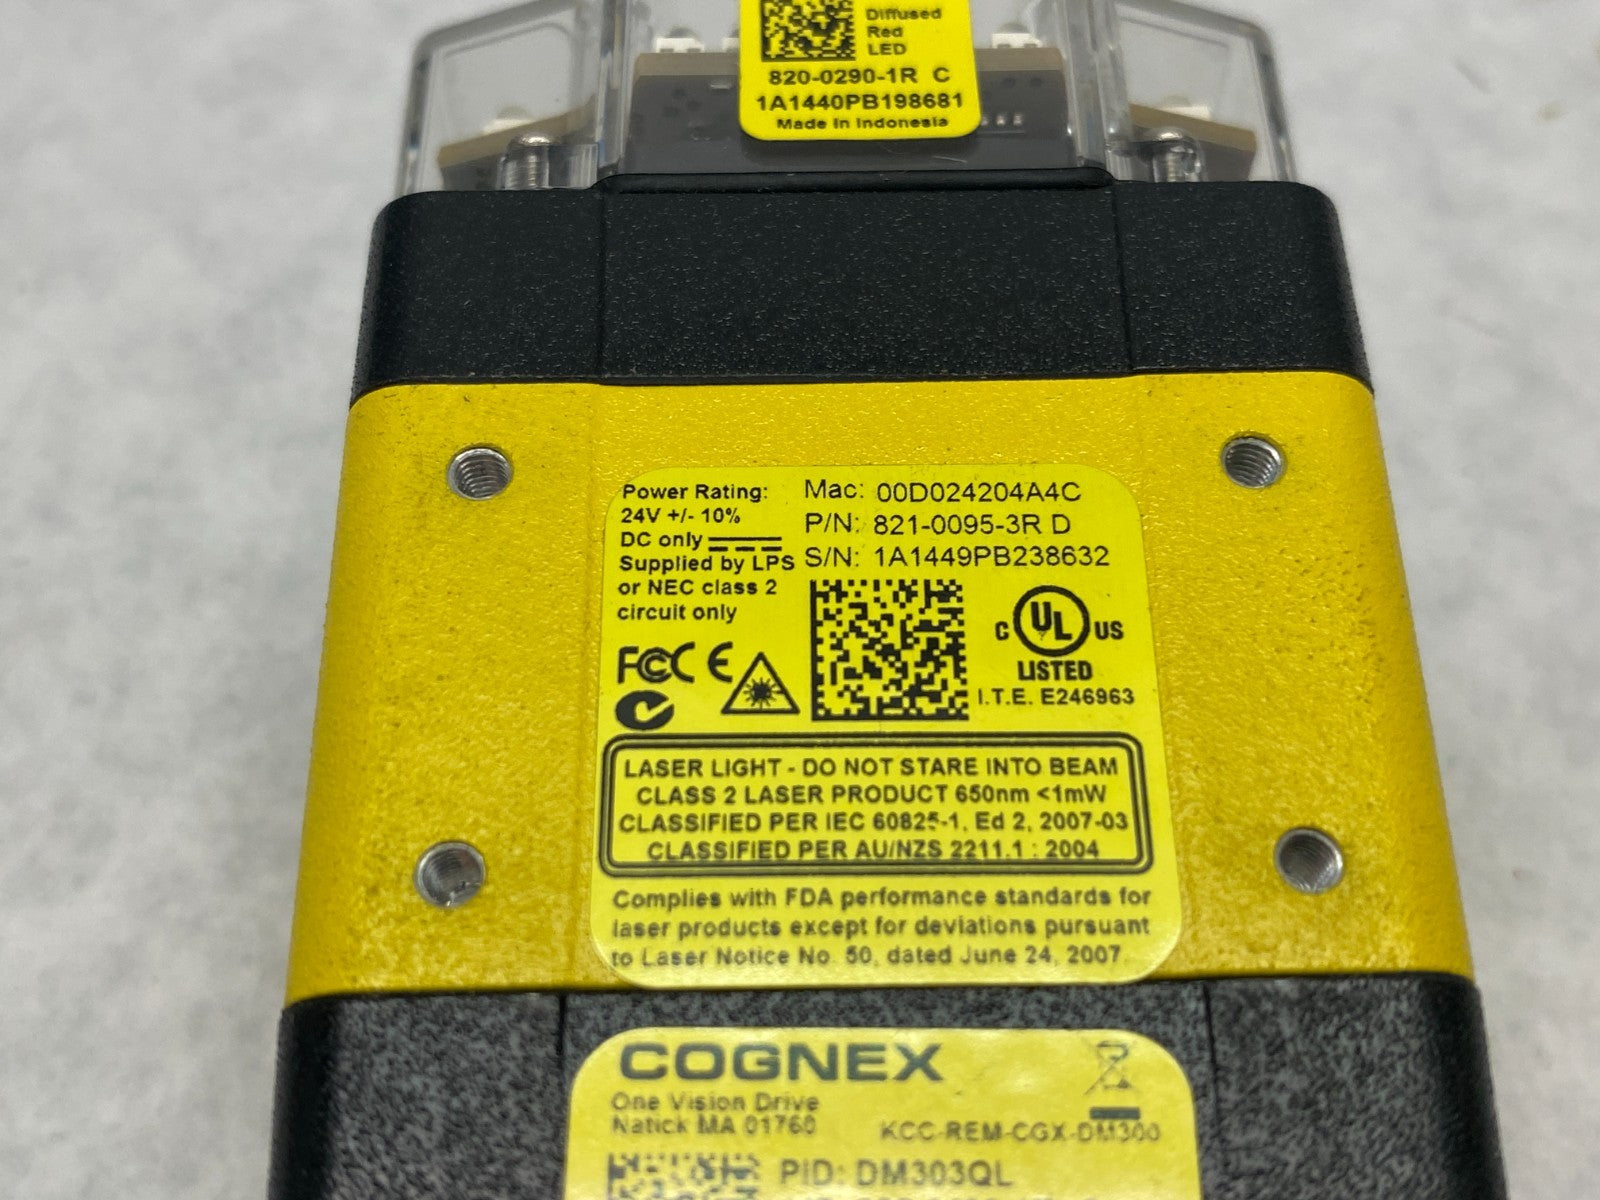 Diffused
Red
LED
820-0290-1R C
1A1440PB198681
Made in Indonesia
Power Rating:
24V +/- 10%
DC only
Supplied by LPS
or NEC class 2
circuit only
Mac: 00D024204A4C
P/N: 821-0095-3R D
S/N: 1A1449PB238632
FCC CE
C UL US
LISTED
I.T.E. E246963
LASER LIGHT - DO NOT STARE INTO BEAM
CLASS 2 LASER PRODUCT 650nm <1mW
CLASSIFIED PER IEC 60825-1, Ed 2, 2007-03
CLASSIFIED PER AU/NZS 2211.1 : 2004
Complies with FDA performance standards for
laser products except for deviations pursuant
to Laser Notice No. 50, dated June 24, 2007.
COGNEX
One Vision Drive
Natick MA 01760
KCC-REM-CGX-DM300
PID: DM303QL